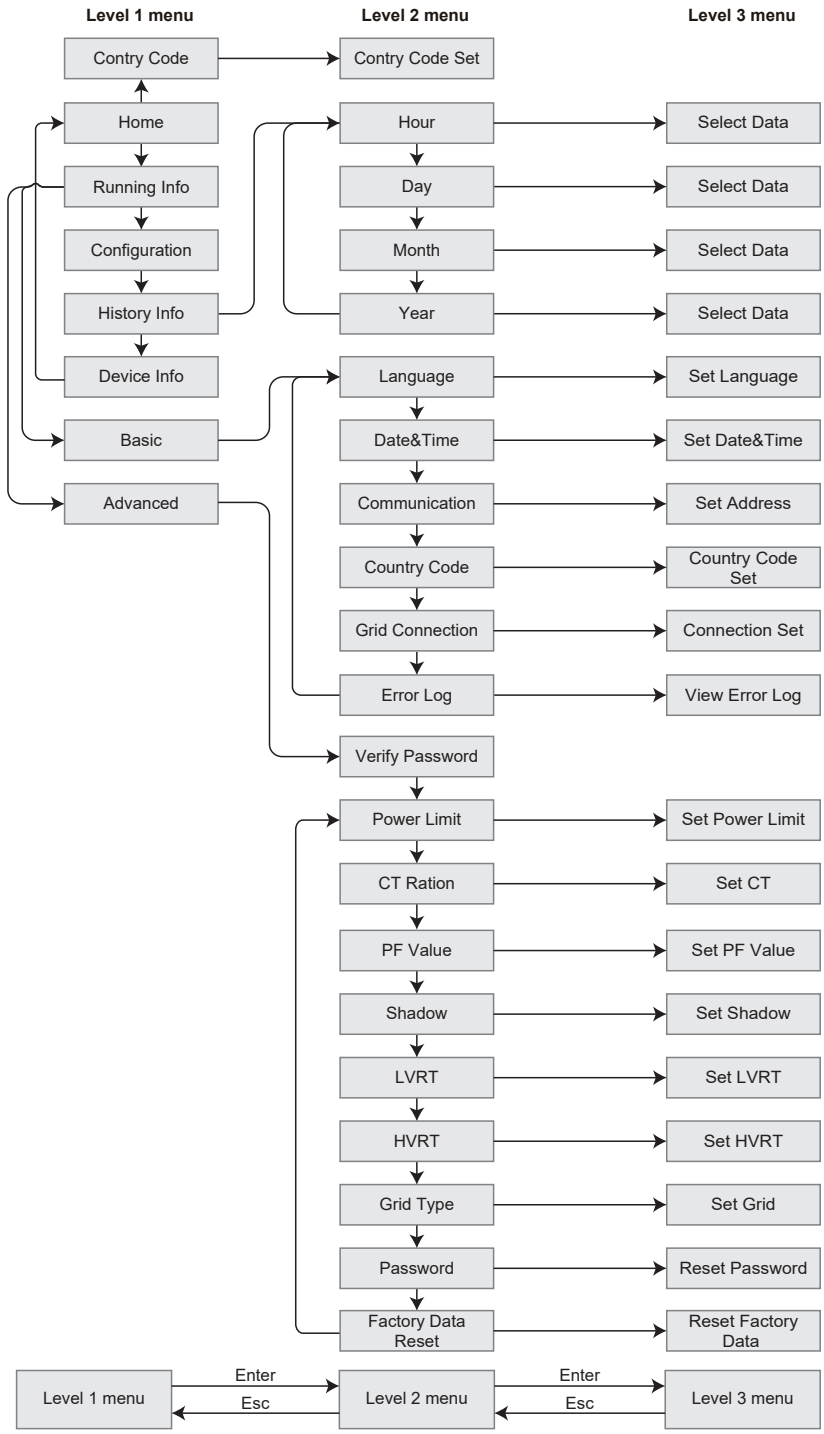 Level 1 menu Level 2 menu Level 3 menu
Contry Code Contry Code Set
Home Hour Select Data
Running Info Day Select Data
Configuration Month Select Data
History Info Year Select Data
Device Info Language Set Language
Basic Date&Time Set Date&Time
Advanced Communication Set Address
Country Code Country Code
Set
Grid Connection Connection Set
Error Log View Error Log
Verify Password
Power Limit Set Power Limit
CT Ration Set CT
PF Value Set PF Value
Shadow Set Shadow
LVRT Set LVRT
HVRT Set HVRT
Grid Type Set Grid
Password Reset Password
Factory Data Reset Factory
Reset Data
Enter Enter
Level 1 menu Level 2 menu Level 3 menu
Esc Esc